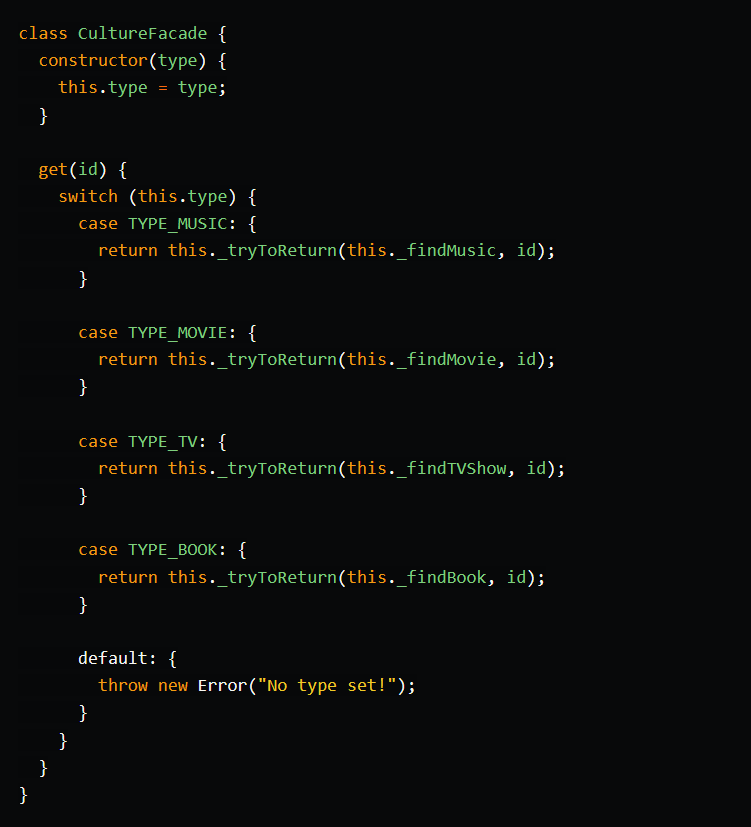 class CultureFacade {
  constructor(type) {
    this.type = type;
  }

  get(id) {
    switch (this.type) {
      case TYPE_MUSIC: {
        return this._tryToReturn(this._findMusic, id);
      }

      case TYPE_MOVIE: {
        return this._tryToReturn(this._findMovie, id);
      }

      case TYPE_TV: {
        return this._tryToReturn(this._findTVShow, id);
      }

      case TYPE_BOOK: {
        return this._tryToReturn(this._findBook, id);
      }

      default: {
        throw new Error("No type set!");
      }
    }
  }
}